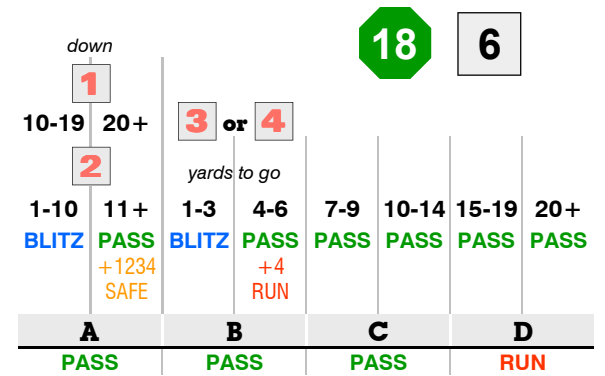 18 6
down
1
10-19 20+ 3 or 4
2 yards to go
1-10 11+ 1-3 4-6 7-9 10-14 15-19 20+
BLITZ PASS BLITZ PASS PASS PASS PASS PASS
+1234 +4
SAFE RUN
A B C D
PASS PASS PASS RUN